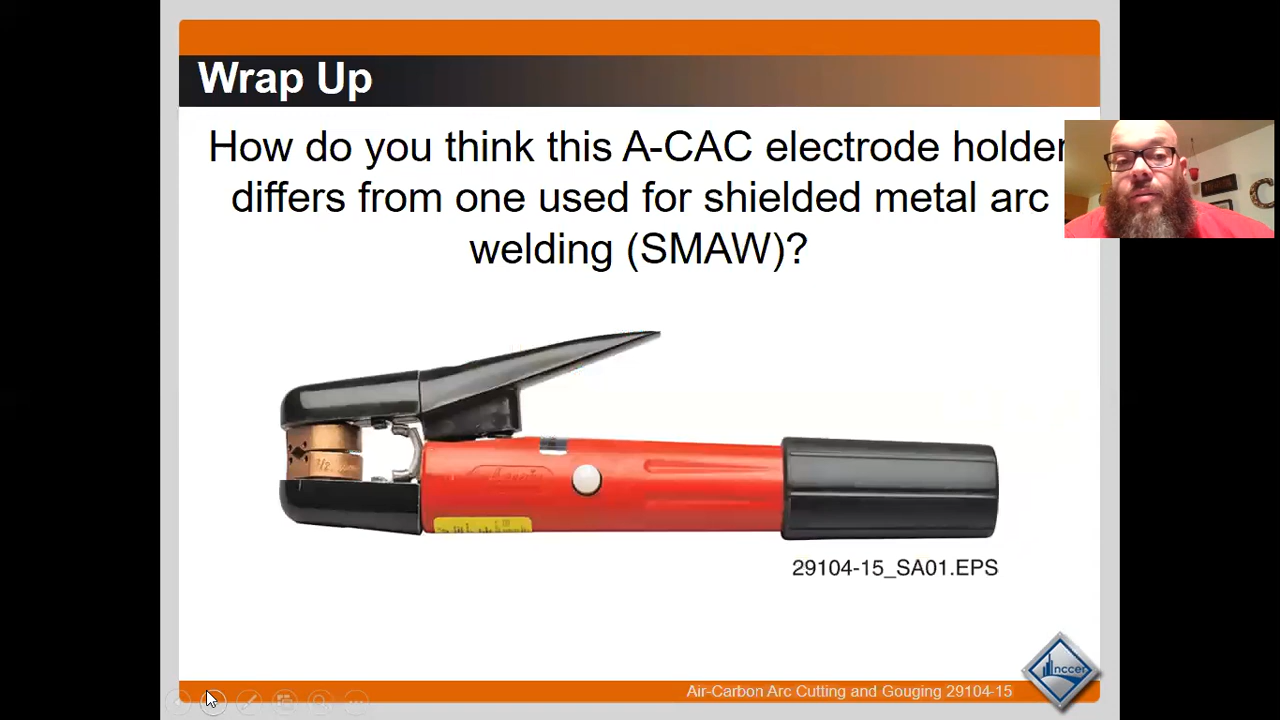 Wrap Up
How do you think this A-CAC electrode holder
differs from one used for shielded metal arc
welding (SMAW)?
29104-15_SA01.EPS
nccer
Air-Carbon Arc Cutting and Gouging 29104-15